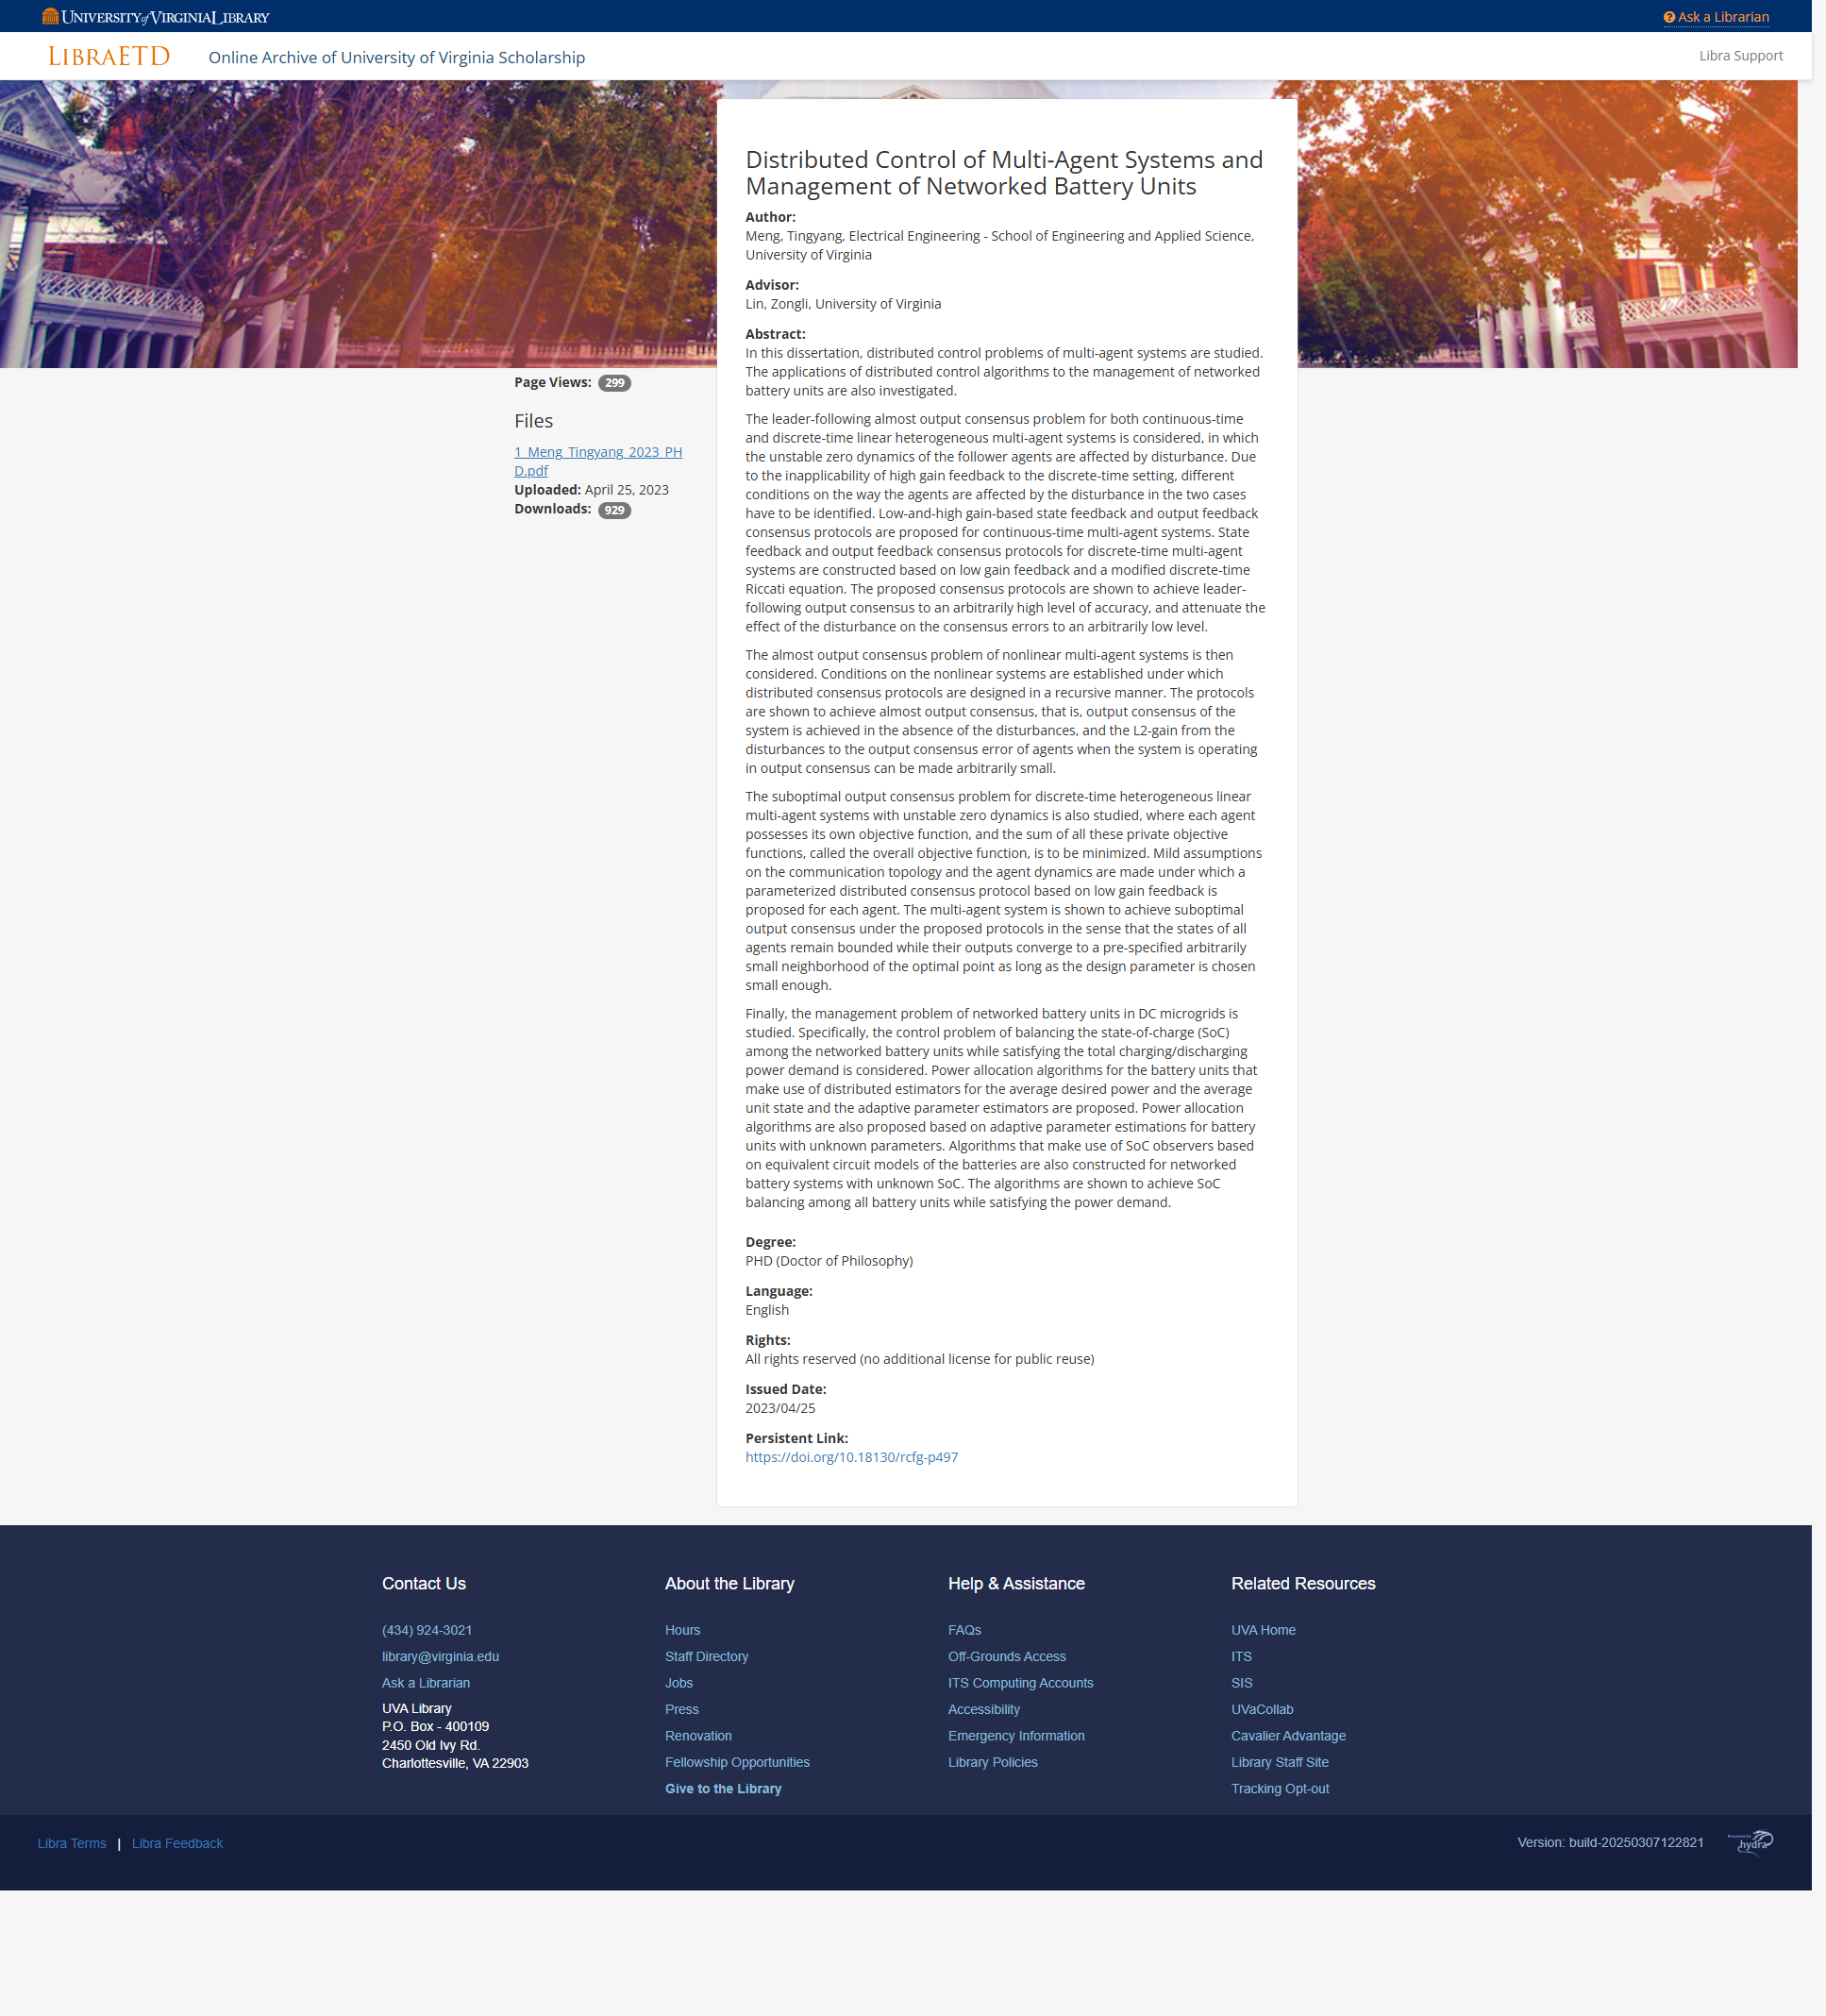 UNIVERSITY of VIRGINIA LIBRARY
Ask a Librarian
LIBRAETD
Online Archive of University of Virginia Scholarship
Libra Support
Page Views: 299
Files
1_Meng_Tingyang_2023_PH
D.pdf
Uploaded: April 25, 2023
Downloads: 929
Distributed Control of Multi-Agent Systems and
Management of Networked Battery Units
Author:
Meng, Tingyang, Electrical Engineering - School of Engineering and Applied Science,
University of Virginia
Advisor:
Lin, Zongli, University of Virginia
Abstract:
In this dissertation, distributed control problems of multi-agent systems are studied.
The applications of distributed control algorithms to the management of networked
battery units are also investigated.
The leader-following almost output consensus problem for both continuous-time
and discrete-time linear heterogeneous multi-agent systems is considered, in which
the unstable zero dynamics of the follower agents are affected by disturbance. Due
to the inapplicability of high gain feedback to the discrete-time setting, different
conditions on the way the agents are affected by the disturbance in the two cases
have to be identified. Low-and-high gain-based state feedback and output feedback
consensus protocols are proposed for continuous-time multi-agent systems. State
feedback and output feedback consensus protocols for discrete-time multi-agent
systems are constructed based on low gain feedback and a modified discrete-time
Riccati equation. The proposed consensus protocols are shown to achieve leader-
following output consensus to an arbitrarily high level of accuracy, and attenuate the
effect of the disturbance on the consensus errors to an arbitrarily low level.
The almost output consensus problem of nonlinear multi-agent systems is then
considered. Conditions on the nonlinear systems are established under which
distributed consensus protocols are designed in a recursive manner. The protocols
are shown to achieve almost output consensus, that is, output consensus of the
system is achieved in the absence of the disturbances, and the L2-gain from the
disturbances to the output consensus error of agents when the system is operating
in output consensus can be made arbitrarily small.
The suboptimal output consensus problem for discrete-time heterogeneous linear
multi-agent systems with unstable zero dynamics is also studied, where each agent
possesses its own objective function, and the sum of all these private objective
functions, called the overall objective function, is to be minimized. Mild assumptions
on the communication topology and the agent dynamics are made under which a
parameterized distributed consensus protocol based on low gain feedback is
proposed for each agent. The multi-agent system is shown to achieve suboptimal
output consensus under the proposed protocols in the sense that the states of all
agents remain bounded while their outputs converge to a pre-specified arbitrarily
small neighborhood of the optimal point as long as the design parameter is chosen
small enough.
Finally, the management problem of networked battery units in DC microgrids is
studied. Specifically, the control problem of balancing the state-of-charge (SoC)
among the networked battery units while satisfying the total charging/discharging
power demand is considered. Power allocation algorithms for the battery units that
make use of distributed estimators for the average desired power and the average
unit state and the adaptive parameter estimators are proposed. Power allocation
algorithms are also proposed based on adaptive parameter estimations for battery
units with unknown parameters. Algorithms that make use of SoC observers based
on equivalent circuit models of the batteries are also constructed for networked
battery systems with unknown SoC. The algorithms are shown to achieve SoC
balancing among all battery units while satisfying the power demand.
Degree:
PHD (Doctor of Philosophy)
Language:
English
Rights:
All rights reserved (no additional license for public reuse)
Issued Date:
2023/04/25
Persistent Link:
https://doi.org/10.18130/rcfg-p497
Contact Us
(434) 924-3021
library@virginia.edu
Ask a Librarian
UVA Library
P.O. Box - 400109
2450 Old Ivy Rd.
Charlottesville, VA 22903
About the Library
Hours
Staff Directory
Jobs
Press
Renovation
Fellowship Opportunities
Give to the Library
Help & Assistance
FAQs
Off-Grounds Access
ITS Computing Accounts
Accessibility
Emergency Information
Library Policies
Related Resources
UVA Home
ITS
SIS
UVaCollab
Cavalier Advantage
Library Staff Site
Tracking Opt-out
Libra Terms | Libra Feedback
Version: build-20250307122821
Powered by
hydra